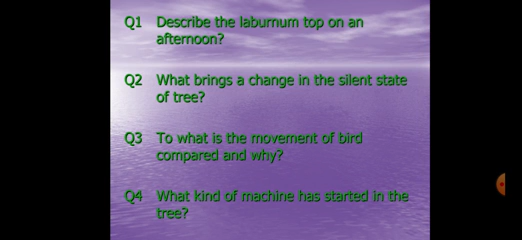 Q1 Describe the laburnum top on an
afternoon?
Q2 What brings a change in the silent state
of tree?
Q3 To what is the movement of bird
compared and why?
Q4 What kind of machine has started in the
tree?